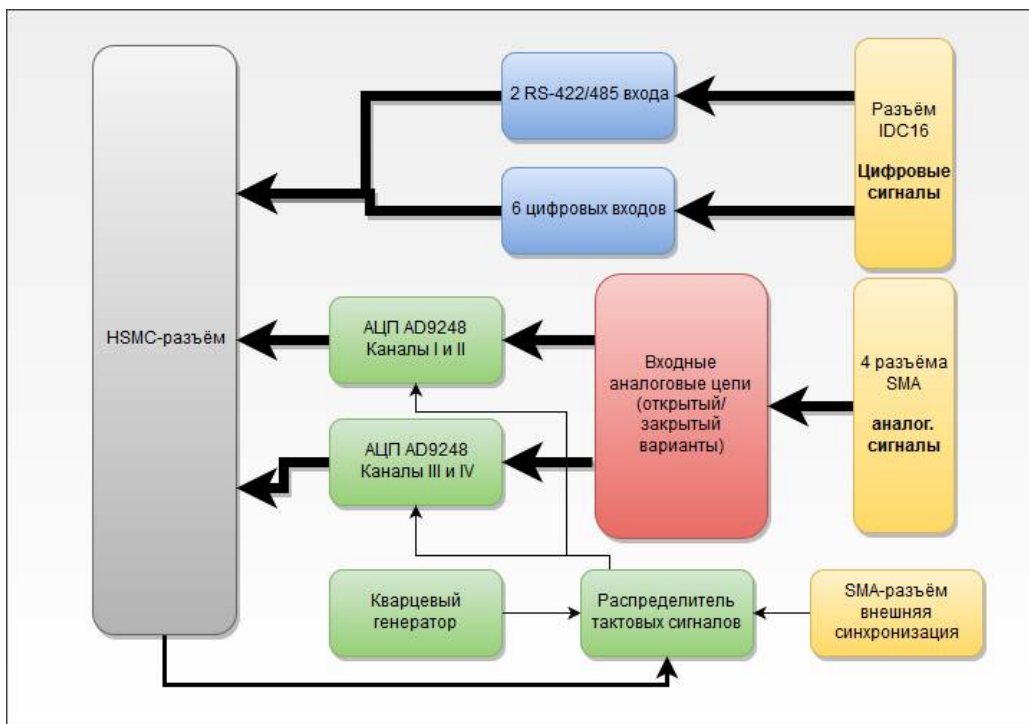 2 RS-422/485 входа
Разъём
IDC16
Цифровые
сигналы
6 цифровых входов
HSMC-разъём
АЦП AD9248
Каналы I и II
Входные
аналоговые цепи
(открытый/
закрытый
варианты)
4 разъёма
SMA
аналог.
сигналы
АЦП AD9248
Каналы III и IV
Кварцевый
генератор
Распределитель
тактовых сигналов
SMA-разъём
внешняя
синхронизация